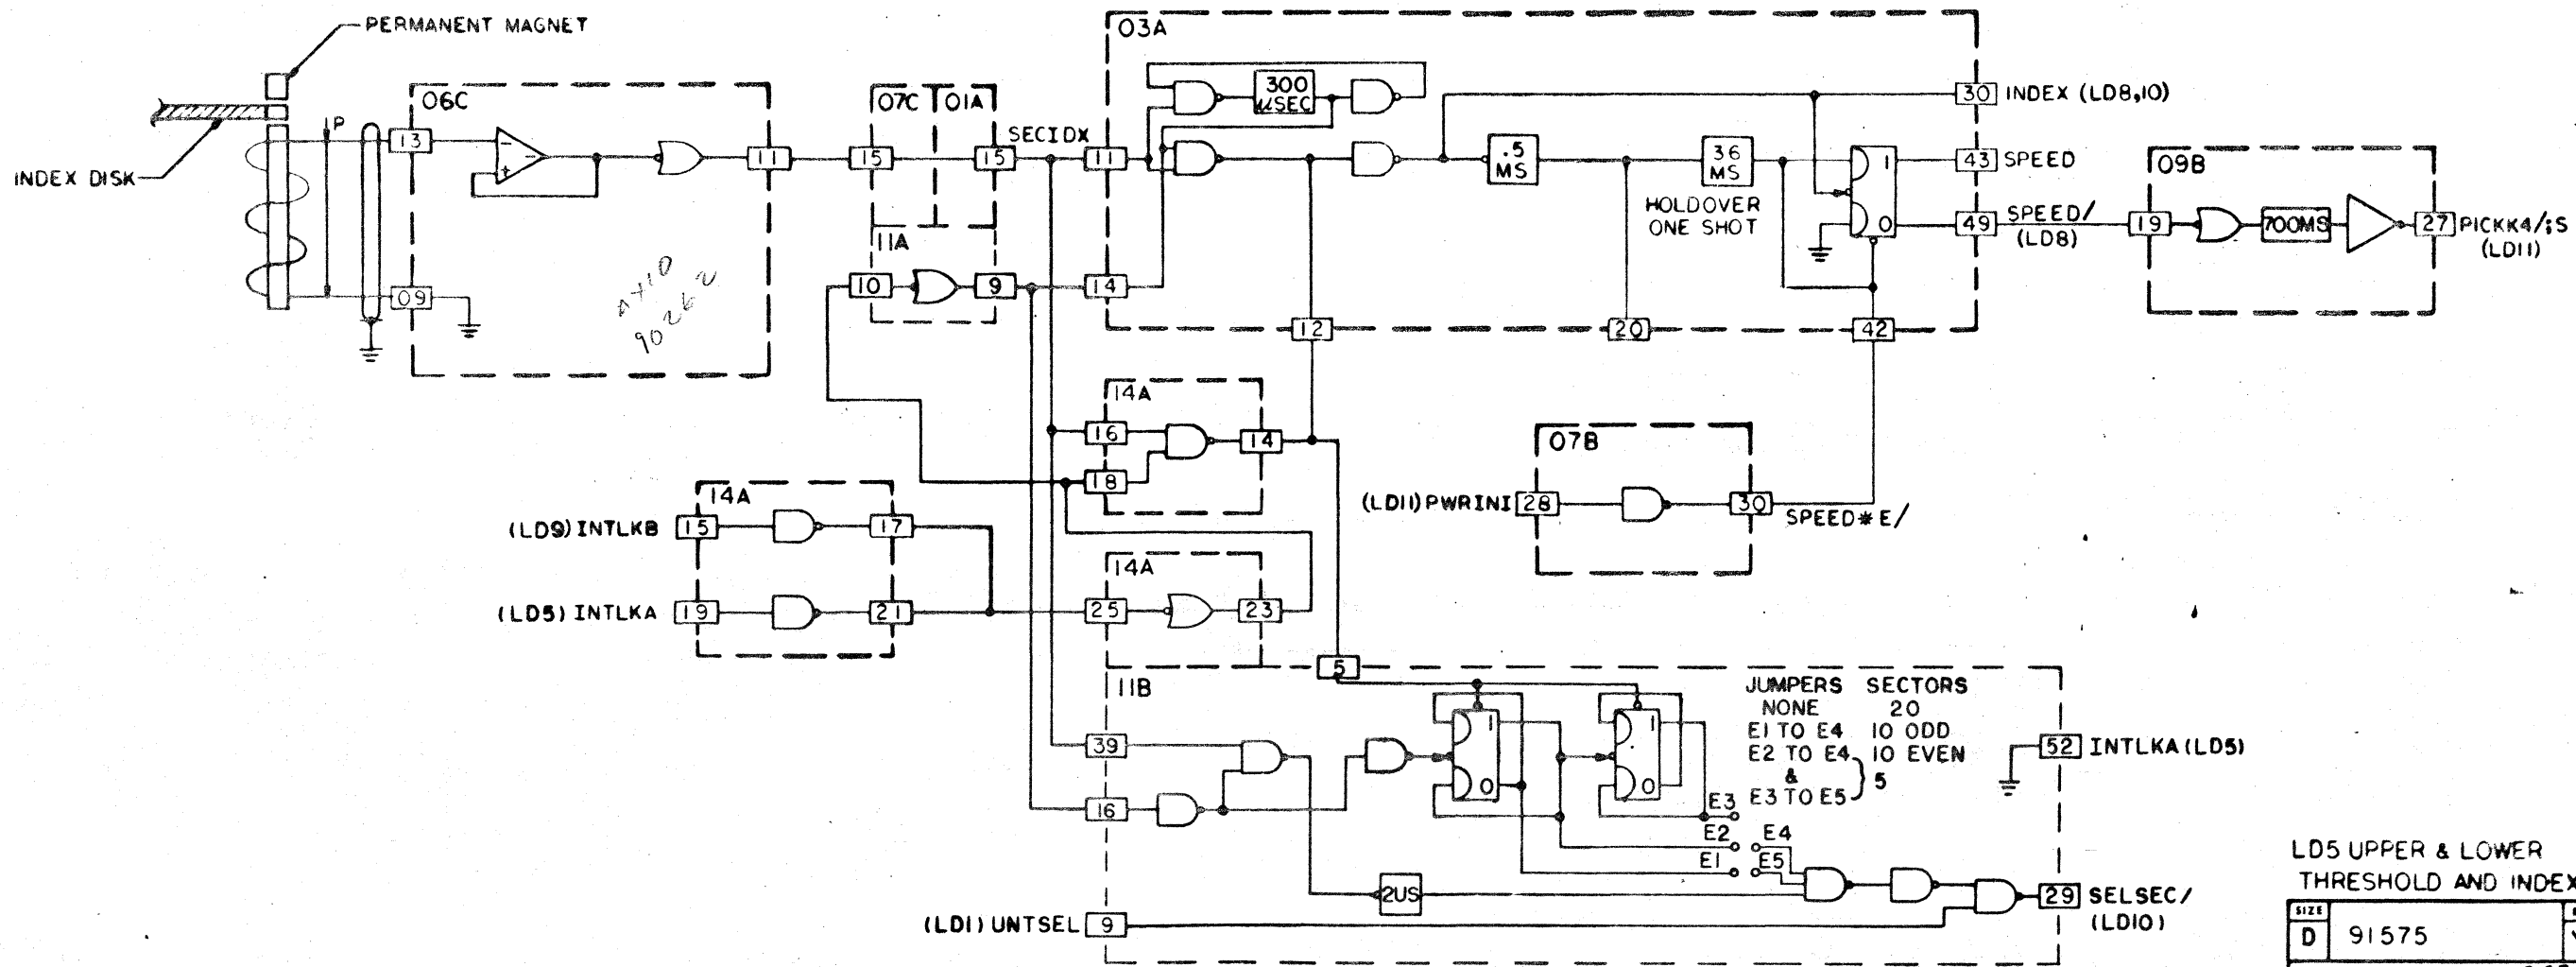 PERMANENT MAGNET
INDEX DISK
1P
06C
13
09
11
07C
01A
15
15
SECIDX
11A
10
9
03A
300
µSEC
11
14
.5
MS
36
MS
HOLDOVER
ONE SHOT
1
0
30 INDEX (LD8,10)
43 SPEED
49 SPEED/
(LD8)
12
20
42
09B
19
700MS
27 PICKK4/;S
(LD11)
14A
16
18
14
07B
(LD11) PWRINI 28
30
SPEED*E/
14A
(LD9) INTLKB 15
17
(LD5) INTLKA 19
21
14A
25
23
5
11B
39
16
1
0
1
0
JUMPERS SECTORS
NONE 20
E1 TO E4 10 ODD
E2 TO E4 10 EVEN
& 5
E3 TO E5
E3
E2 E4
E1 E5
2US
52 INTLKA (LD5)
(LD1) UNTSEL 9
29 SELSEC/
(LD10)
LD5 UPPER & LOWER
THRESHOLD AND INDEX
SIZE
D 91575